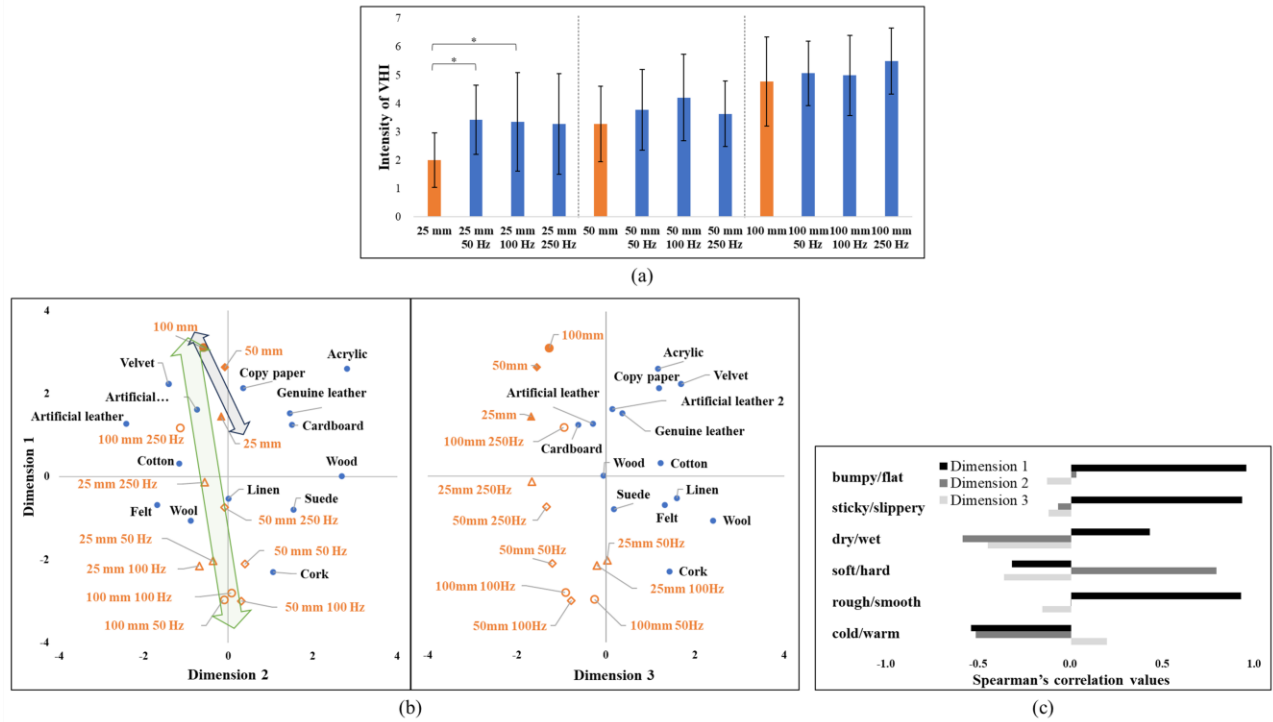 7
6
5
4
3
2
1
0
Intensity of VHI
*
*
25 mm
25 mm
50 Hz
25 mm
100 Hz
25 mm
250 Hz
50 mm
50 mm
50 Hz
50 mm
100 Hz
50 mm
250 Hz
100 mm
100 mm
50 Hz
100 mm
100 Hz
100 mm
250 Hz
(a)
4
2
0
-2
-4
Dimension 1
100 mm
50 mm
Acrylic
Velvet
Copy paper
Artificial…
Genuine leather
Artificial leather
Cardboard
100 mm 250 Hz
25 mm
Cotton
Wood
25 mm 250 Hz
Linen
Suede
Felt
Wool
50 mm 250 Hz
25 mm 50 Hz
50 mm 50 Hz
25 mm 100 Hz
Cork
100 mm 100 Hz
50 mm 100 Hz
100 mm 50 Hz
-4
-2
0
2
4
Dimension 2
100mm
50mm
Acrylic
Copy paper
Velvet
Artificial leather
Artificial leather 2
25mm
100mm 250Hz
Genuine leather
Cardboard
Wood
Cotton
25mm 250Hz
Suede
Linen
50mm 250Hz
Felt
Wool
25mm 50Hz
50mm 50Hz
Cork
100mm 100Hz
25mm 100Hz
50mm 100Hz
100mm 50Hz
-4
-2
0
2
4
Dimension 3
(b)
bumpy/flat
sticky/slippery
dry/wet
soft/hard
rough/smooth
cold/warm
Dimension 1
Dimension 2
Dimension 3
-1.0
-0.5
0.0
0.5
1.0
Spearman's correlation values
(c)